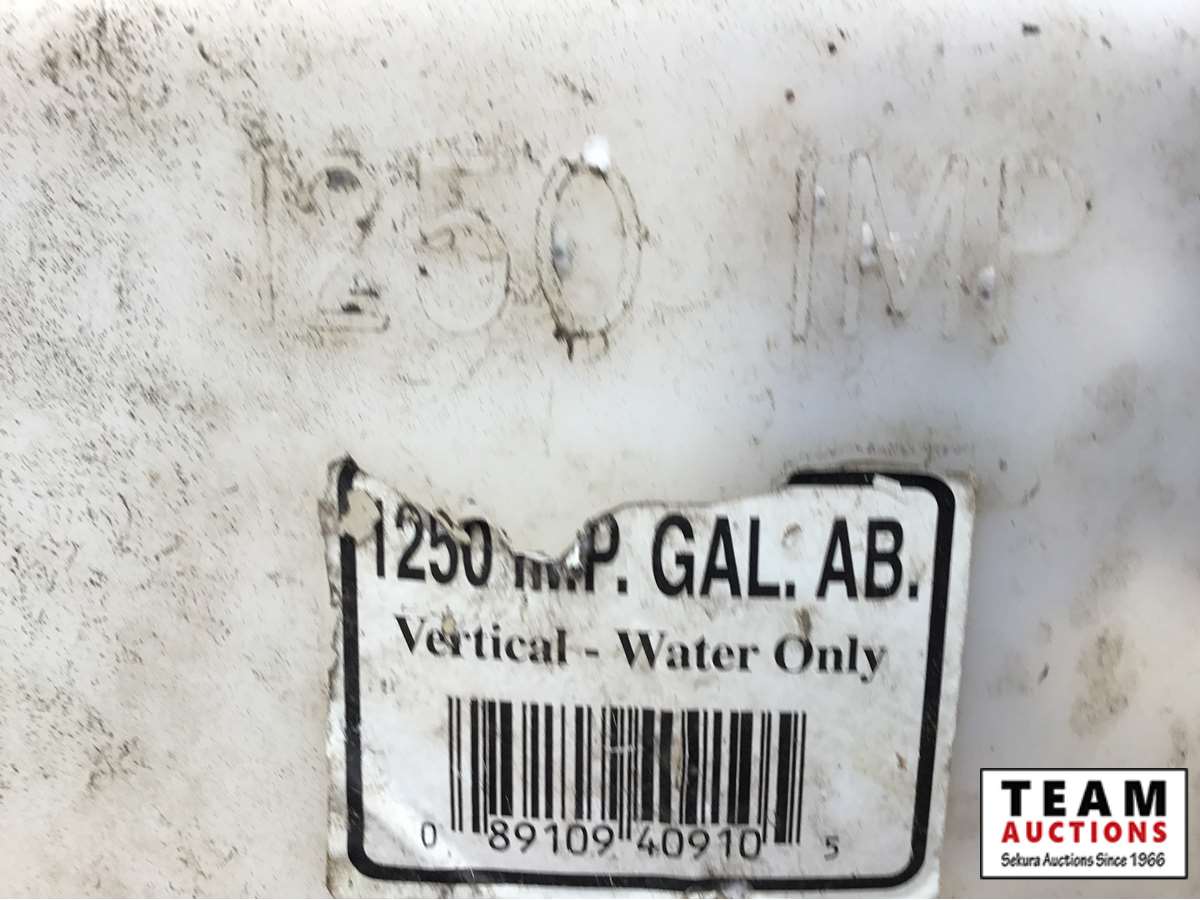 1250 IMP
1250 IMP. GAL. AB.
Vertical - Water Only
0 89109 40910 5
TEAM
AUCTIONS
Sekura Auctions Since 1966